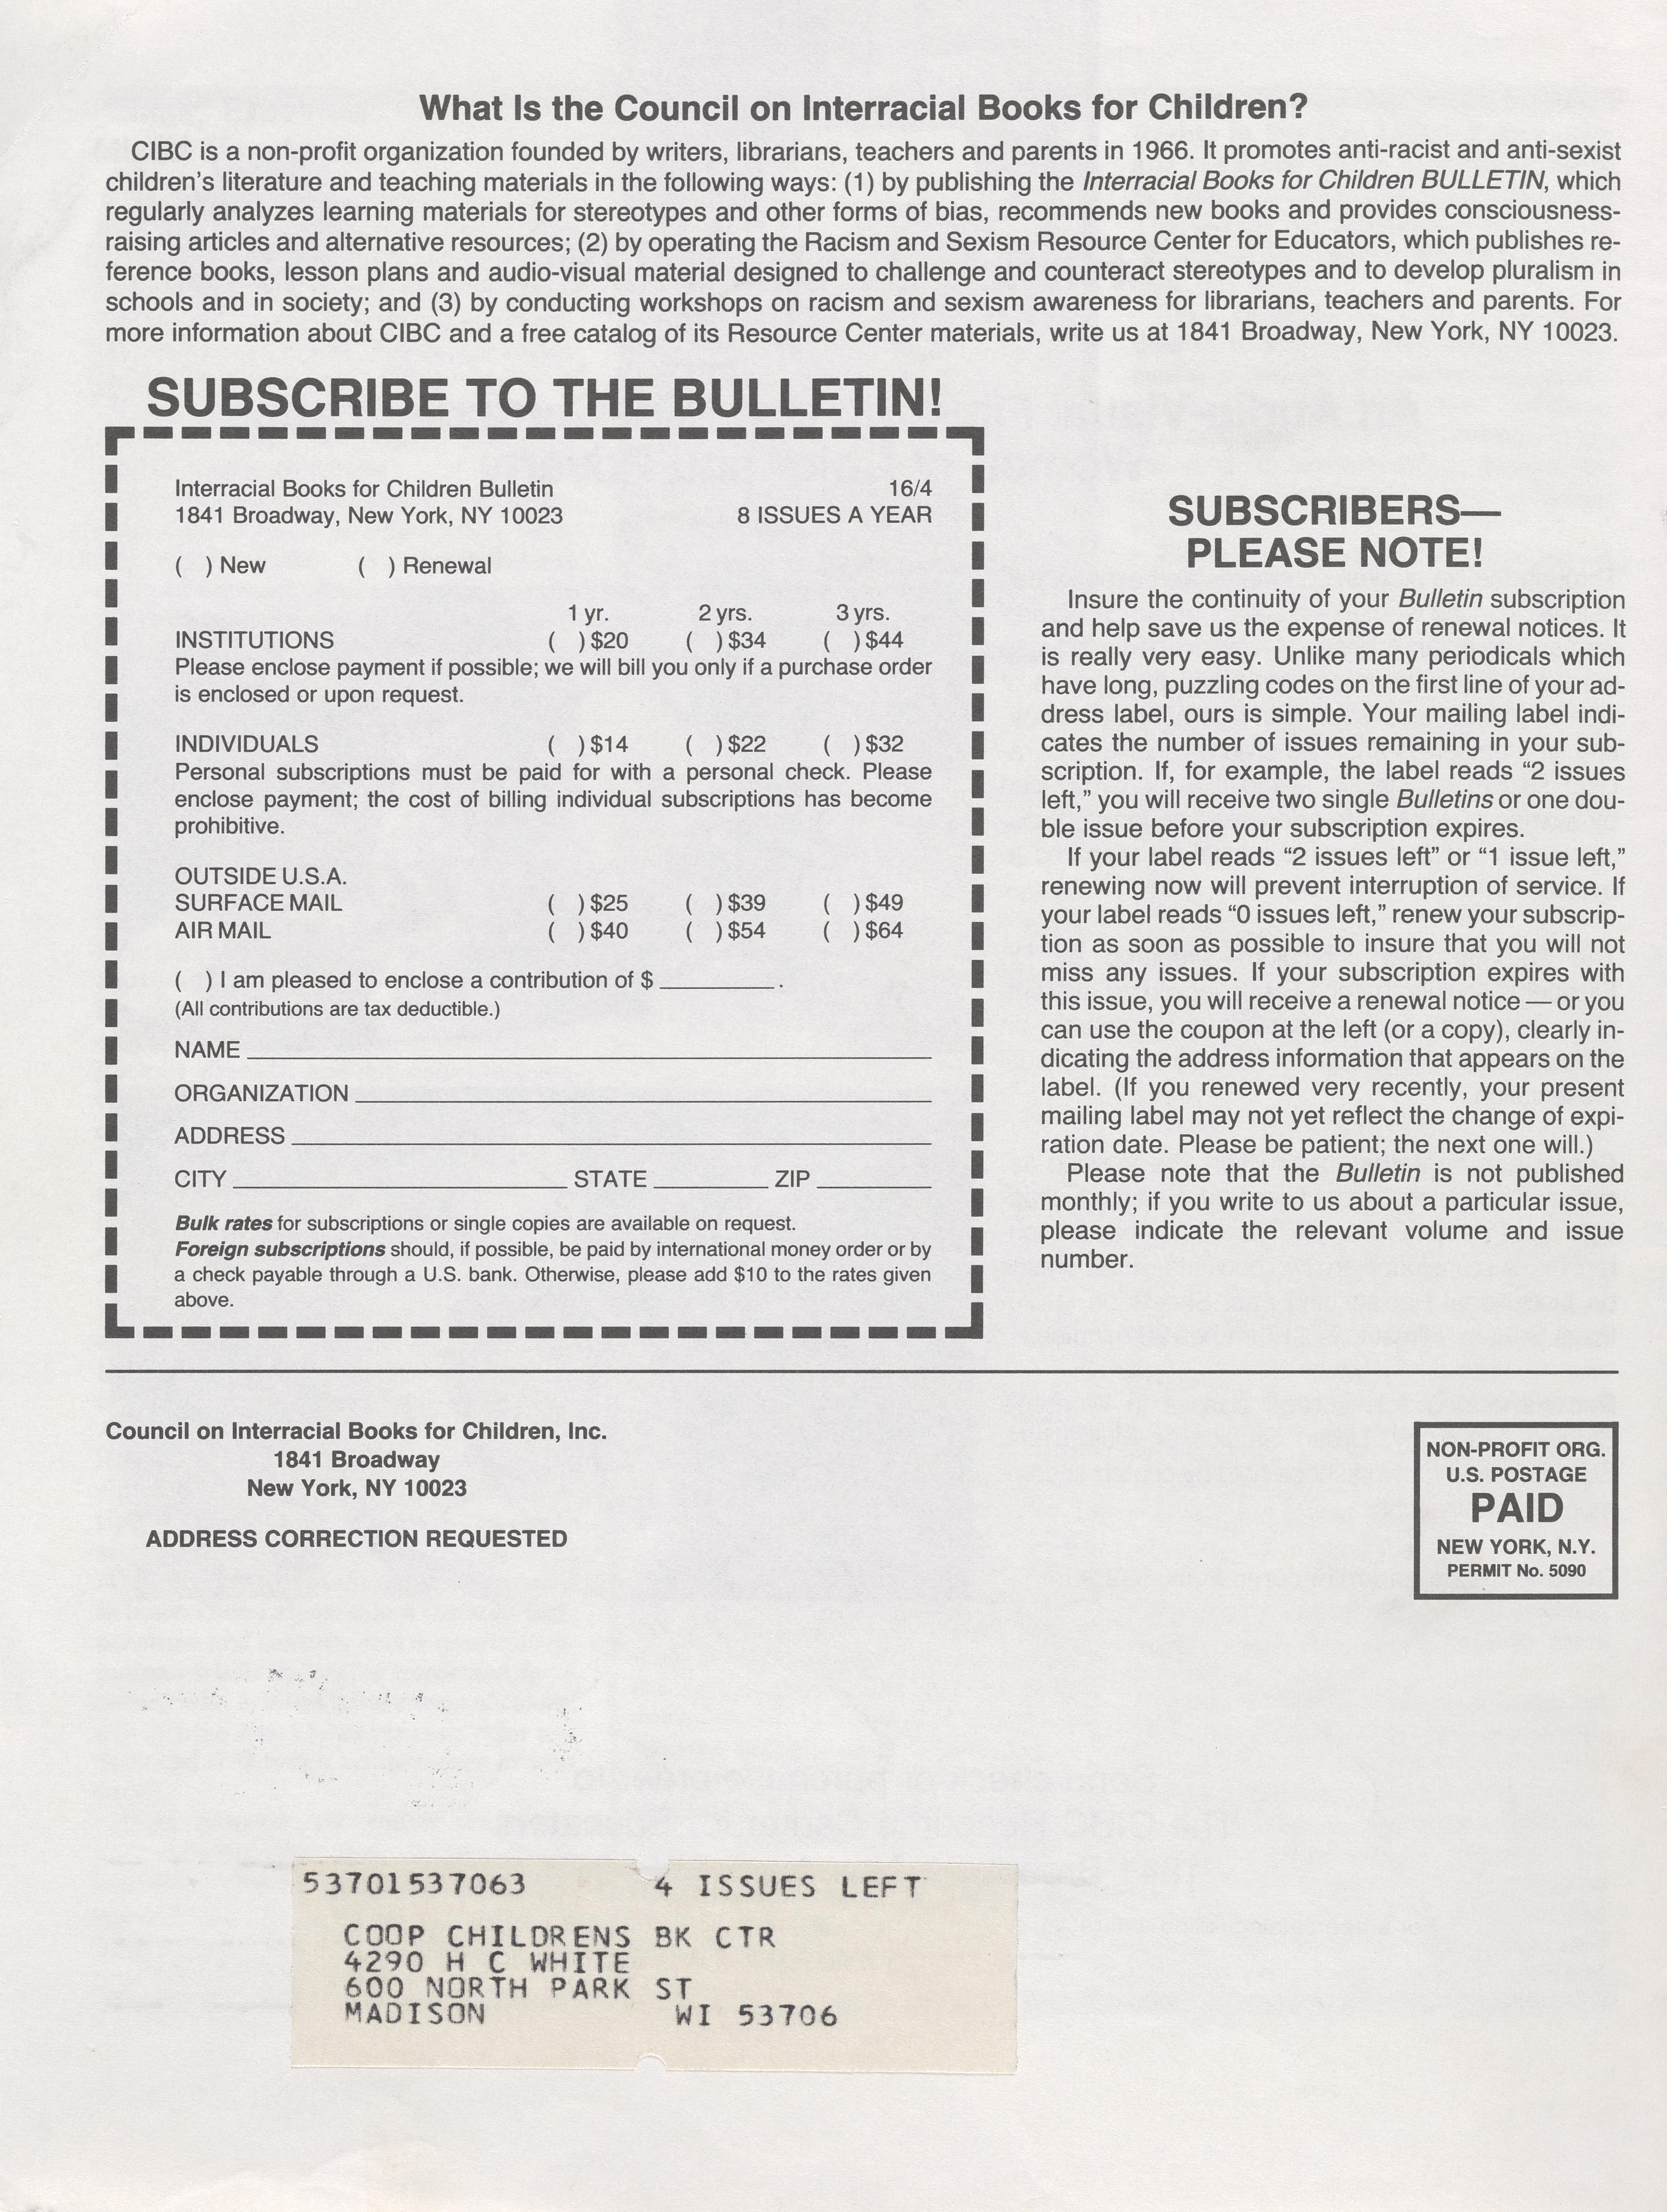 What Is the Council on Interracial Books for Children?
CIBC is a non-profit organization founded by writers, librarians, teachers and parents in 1966. It promotes anti-racist and anti-sexist
children's literature and teaching materials in the following ways: (1) by publishing the Interracial Books for Children BULLETIN, which
regularly analyzes learning materials for stereotypes and other forms of bias, recommends new books and provides consciousness-
raising articles and alternative resources; (2) by operating the Racism and Sexism Resource Center for Educators, which publishes re-
ference books, lesson plans and audio-visual material designed to challenge and counteract stereotypes and to develop pluralism in
schools and in society; and (3) by conducting workshops on racism and sexism awareness for librarians, teachers and parents. For
more information about CIBC and a free catalog of its Resource Center materials, write us at 1841 Broadway, New York, NY 10023.
SUBSCRIBE TO THE BULLETIN!
Interracial Books for Children Bulletin 16/4
1841 Broadway, New York, NY 10023 8 ISSUES A YEAR
( ) New ( ) Renewal
1 yr. 2 yrs. 3 yrs.
INSTITUTIONS ( ) $20 ( ) $34 ( ) $44
Please enclose payment if possible; we will bill you only if a purchase order
is enclosed or upon request.
INDIVIDUALS ( ) $14 ( ) $22 ( ) $32
Personal subscriptions must be paid for with a personal check. Please
enclose payment; the cost of billing individual subscriptions has become
prohibitive.
OUTSIDE U.S.A.
SURFACE MAIL ( ) $25 ( ) $39 ( ) $49
AIR MAIL ( ) $40 ( ) $54 ( ) $64
( ) I am pleased to enclose a contribution of $ ________.
(All contributions are tax deductible.)
NAME
ORGANIZATION
ADDRESS
CITY STATE ZIP
Bulk rates for subscriptions or single copies are available on request.
Foreign subscriptions should, if possible, be paid by international money order or by
a check payable through a U.S. bank. Otherwise, please add $10 to the rates given
above.
SUBSCRIBERS—
PLEASE NOTE!
Insure the continuity of your Bulletin subscription
and help save us the expense of renewal notices. It
is really very easy. Unlike many periodicals which
have long, puzzling codes on the first line of your ad-
dress label, ours is simple. Your mailing label indi-
cates the number of issues remaining in your sub-
scription. If, for example, the label reads “2 issues
left,” you will receive two single Bulletins or one dou-
ble issue before your subscription expires.
If your label reads “2 issues left” or “1 issue left,”
renewing now will prevent interruption of service. If
your label reads “0 issues left,” renew your subscrip-
tion as soon as possible to insure that you will not
miss any issues. If your subscription expires with
this issue, you will receive a renewal notice — or you
can use the coupon at the left (or a copy), clearly in-
dicating the address information that appears on the
label. (If you renewed very recently, your present
mailing label may not yet reflect the change of expi-
ration date. Please be patient; the next one will.)
Please note that the Bulletin is not published
monthly; if you write to us about a particular issue,
please indicate the relevant volume and issue
number.
Council on Interracial Books for Children, Inc.
1841 Broadway
New York, NY 10023
ADDRESS CORRECTION REQUESTED
NON-PROFIT ORG.
U.S. POSTAGE
PAID
NEW YORK, N.Y.
PERMIT No. 5090
53701537063 4 ISSUES LEFT
COOP CHILDRENS BK CTR
4290 H C WHITE
600 NORTH PARK ST
MADISON WI 53706